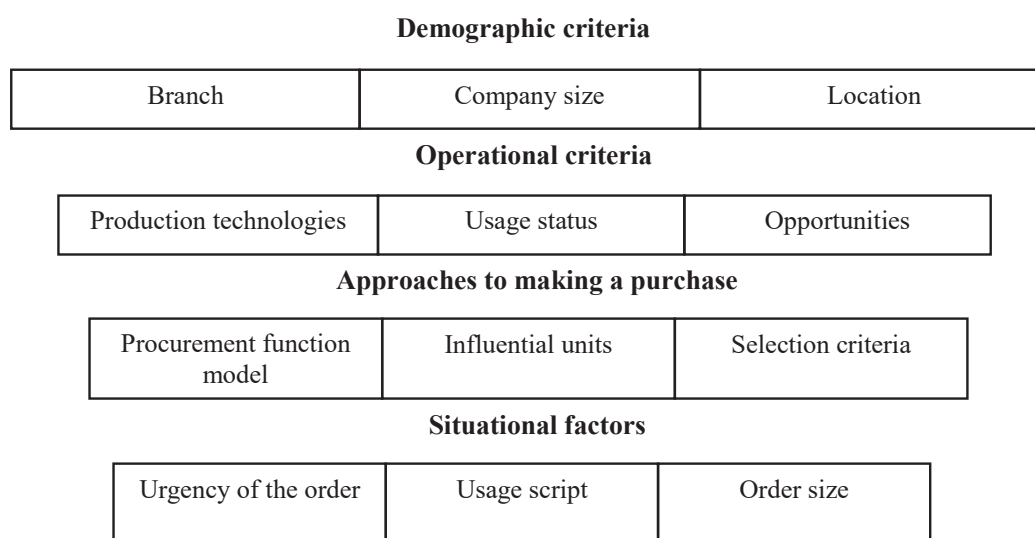 Demographic criteria
Branch
Company size
Location
Operational criteria
Production technologies
Usage status
Opportunities
Approaches to making a purchase
Procurement function
model
Influential units
Selection criteria
Situational factors
Urgency of the order
Usage script
Order size